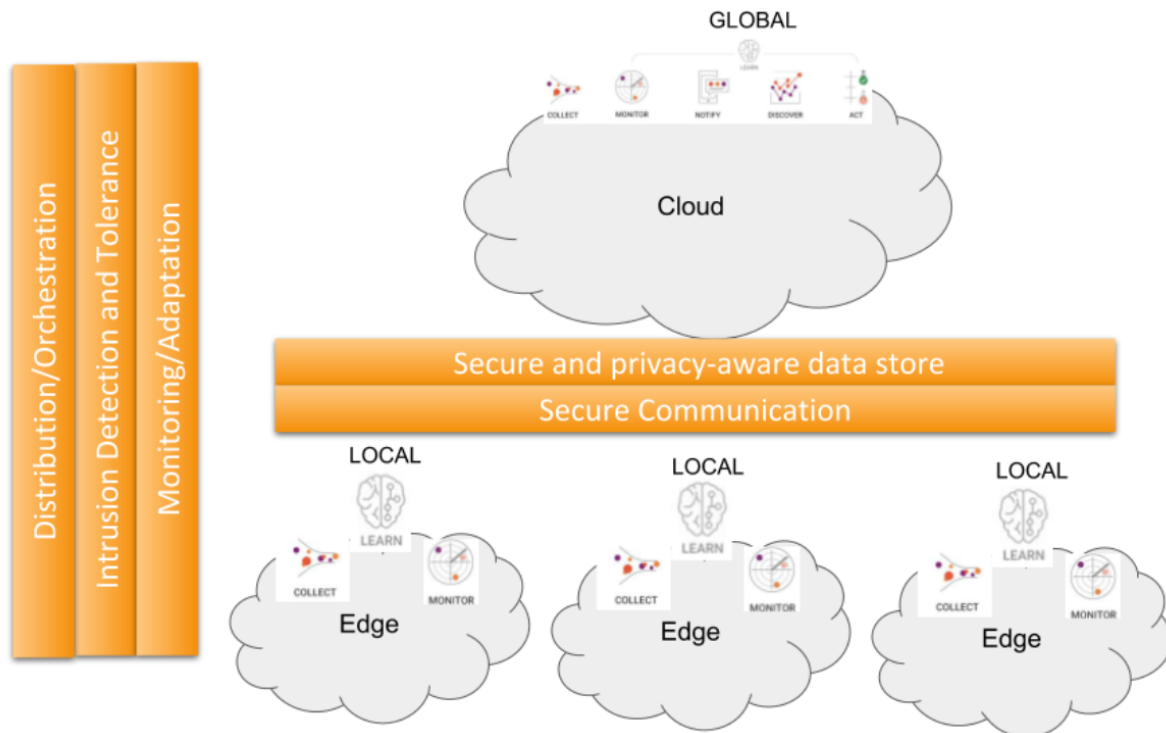 GLOBAL
LEARN
COLLECT
MONITOR
NOTIFY
DISCOVER
ACT
Cloud
Distribution/Orchestration
Intrusion Detection and Tolerance
Monitoring/Adaptation
Secure and privacy-aware data store
Secure Communication
LOCAL
LEARN
COLLECT
MONITOR
Edge
LOCAL
LEARN
COLLECT
MONITOR
Edge
LOCAL
LEARN
COLLECT
MONITOR
Edge